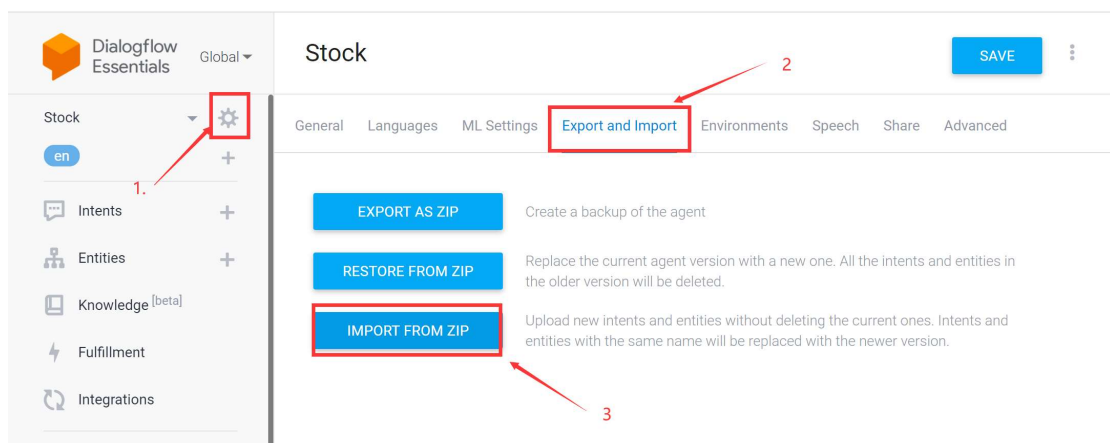 Dialogflow
Essentials
Global
Stock
2
SAVE
Stock
en
1.
General Languages ML Settings Export and Import Environments Speech Share Advanced
Intents
Entities
Knowledge [beta]
Fulfillment
Integrations
EXPORT AS ZIP
Create a backup of the agent
RESTORE FROM ZIP
Replace the current agent version with a new one. All the intents and entities in
the older version will be deleted.
IMPORT FROM ZIP
Upload new intents and entities without deleting the current ones. Intents and
entities with the same name will be replaced with the newer version.
3